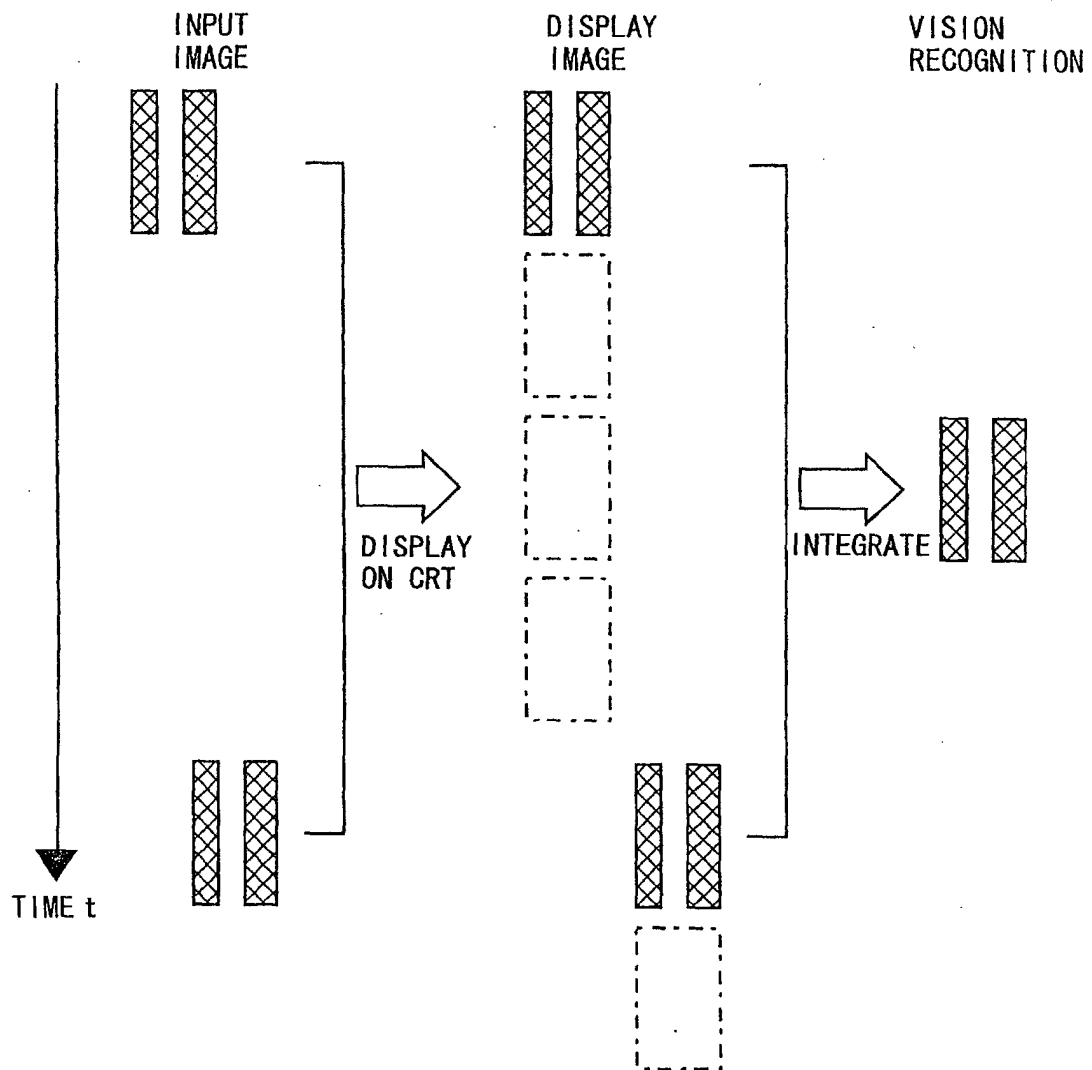 INPUT
IMAGE
DISPLAY
IMAGE
VISION
RECOGNITION
DISPLAY
ON CRT
INTEGRATE
TIME t